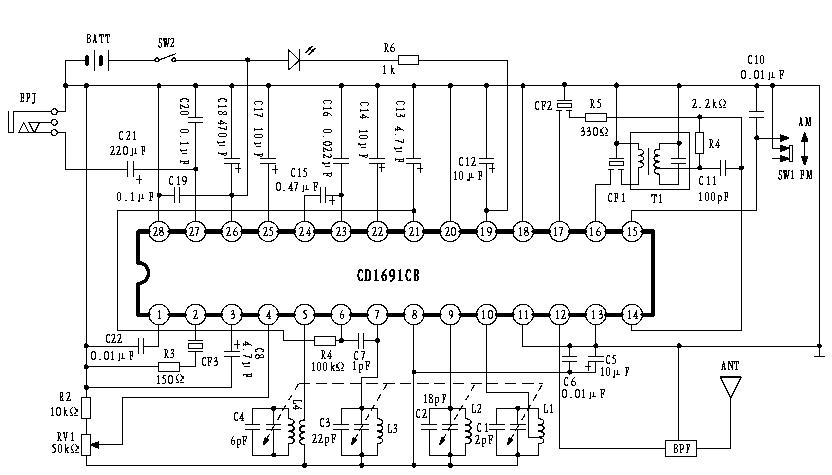 BATT
SW2
R6
1k
C10
0.01μF
BPJ
C20 0.1μF
C18 470μF
C17 10μF
C16 0.022μF
C14 10μF
C13 4.7μF
CF2
R5
330Ω
2.2kΩ
R4
AM
SW1 FM
C21
220μF
C19
0.1μF
C15
0.47μF
C12
10μF
CF1
T1
C11
100pF
28 27 26 25 24 23 22 21 20 19 18 17 16 15
CD1691CB
1 2 3 4 5 6 7 8 9 10 11 12 13 14
C22
0.01μF
R3
150Ω
CF3
C8
4.7μF
R4
100kΩ
C7
1pF
C6
0.01μF
C5
10μF
ANT
R2
10kΩ
RV1
50kΩ
C4
6pF
L4
C3
22pF
L3
18pF
C2
L2
C1
2pF
L1
BPF